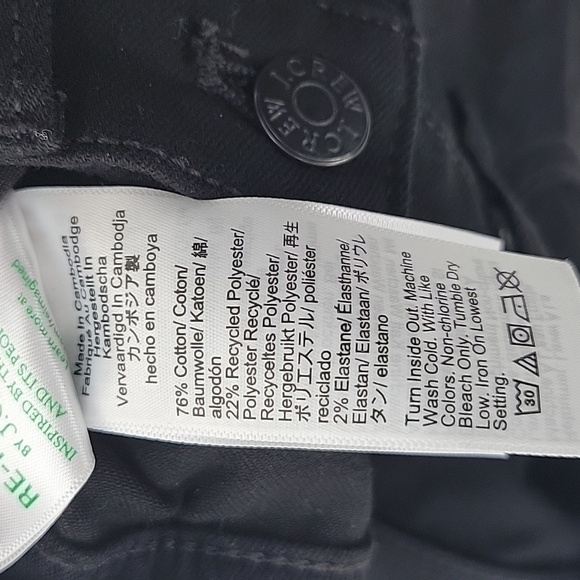 J.CREW J.CREW
Made In Cambodia
Fabriqué Au Cambodge
Hergestellt In
Kambodscha
Vervaardigd In Cambodja
カンボジア製
hecho en camboya
76% Cotton/ Coton/
Baumwolle/ Katoen/ 綿/
algodón
22% Recycled Polyester/
Polyester Recyclé/
Recyceltes Polyester/
Hergebruikt Polyester/ 再生
ポリエステル/ poliéster
reciclado
2% Elastane/ Élasthanne/
Elastan/ Elastaan/ ポリウレ
タン/ elastano
Turn Inside Out. Machine
Wash Cold. With Like
Colors. Non-chlorine
Bleach Only. Tumble Dry
Low. Iron On Lowest
Setting.
30
RE-
BY J.
INSPIRED BY
AND ITS